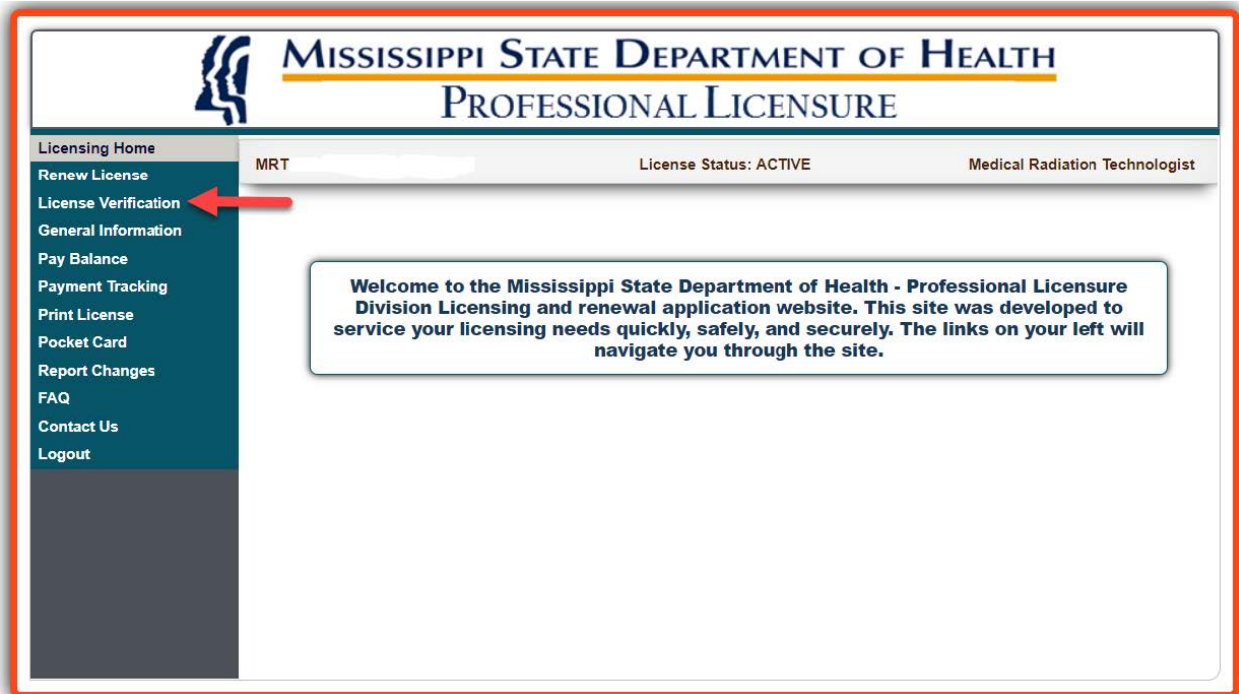 MISSISSIPPI STATE DEPARTMENT OF HEALTH
PROFESSIONAL LICENSURE
Licensing Home
Renew License
License Verification
General Information
Pay Balance
Payment Tracking
Print License
Pocket Card
Report Changes
FAQ
Contact Us
Logout
MRT License Status: ACTIVE Medical Radiation Technologist
Welcome to the Mississippi State Department of Health - Professional Licensure
Division Licensing and renewal application website. This site was developed to
service your licensing needs quickly, safely, and securely. The links on your left will
navigate you through the site.